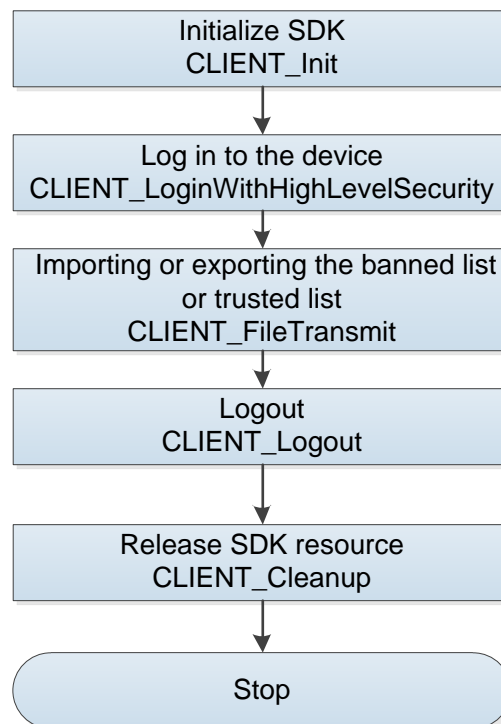 Initialize SDK
CLIENT_Init
Log in to the device
CLIENT_LoginWithHighLevelSecurity
Importing or exporting the banned list
or trusted list
CLIENT_FileTransmit
Logout
CLIENT_Logout
Release SDK resource
CLIENT_Cleanup
Stop